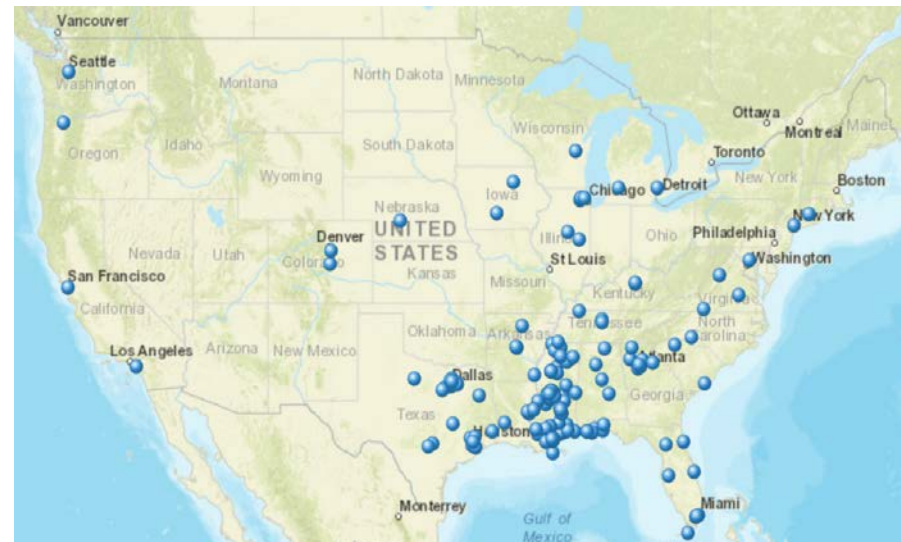 Vancouver
Seattle
Washington
Montana
North Dakota
Minnesota
Ottawa
Montreal
Maine
Oregon
Idaho
South Dakota
Wisconsin
Toronto
Wyoming
Iowa
Chicago
Detroit
New York
Boston
Nebraska
New York
Denver
UNITED
STATES
Ohio
Philadelphia
Nevada
Utah
Colorado
Kansas
St Louis
Washington
San Francisco
Missouri
Kentucky
Virginia
California
Oklahoma
Arkansas
Tennessee
North
Carolina
Los Angeles
Arizona
New Mexico
Atlanta
Dallas
Georgia
Texas
Houston
Monterrey
Miami
Gulf of
Mexico